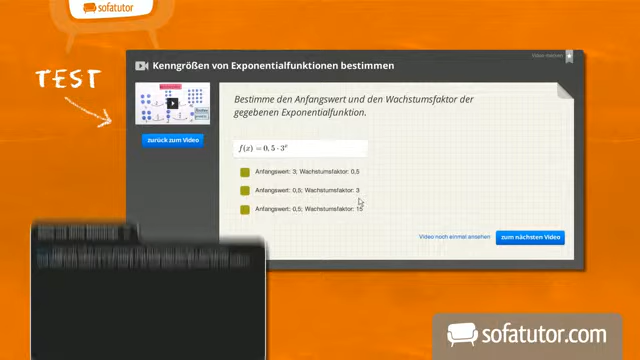 sofatutor
TEST
Kenngrößen von Exponentialfunktionen bestimmen
Bestimme den Anfangswert und den Wachstumsfaktor der
gegebenen Exponentialfunktion.
zurück zum Video
f(x) = 0, 5 · 3^x
Anfangswert: 3; Wachstumsfaktor: 0,5
Anfangswert: 0,5; Wachstumsfaktor: 3
Anfangswert: 0,5; Wachstumsfaktor: 15
Video noch einmal ansehen
zum nächsten Video
sofatutor.com